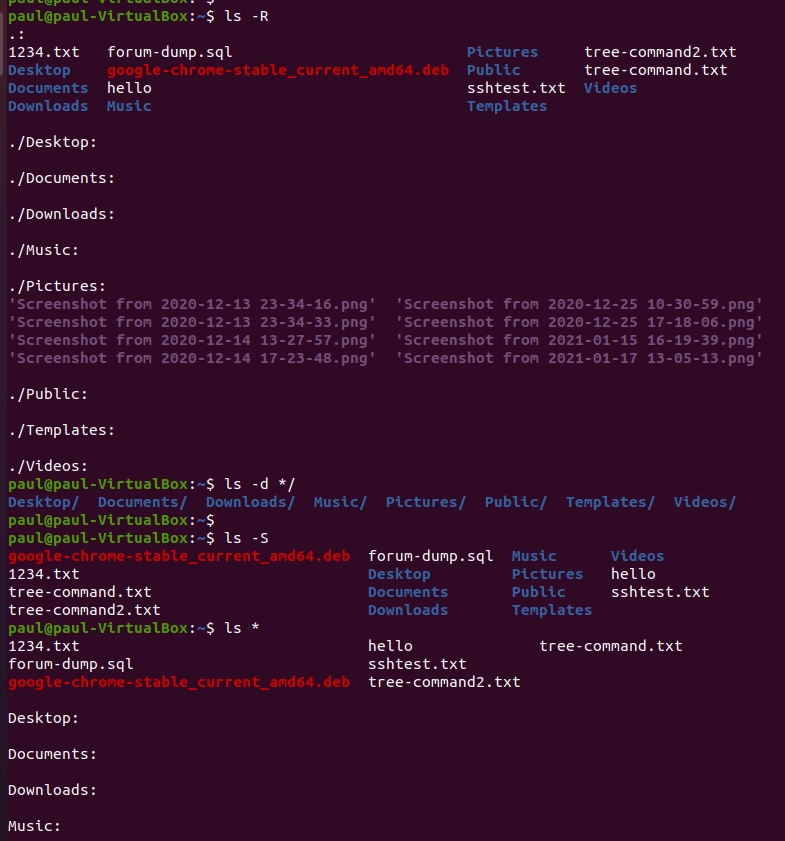 paul@paul-VirtualBox:~$ ls -R
.:
1234.txt   forum-dump.sql                          Pictures     tree-command2.txt
Desktop    google-chrome-stable_current_amd64.deb  Public       tree-command.txt
Documents  hello                                   sshtest.txt  Videos
Downloads  Music                                   Templates

./Desktop:

./Documents:

./Downloads:

./Music:

./Pictures:
'Screenshot from 2020-12-13 23-34-16.png'  'Screenshot from 2020-12-25 10-30-59.png'
'Screenshot from 2020-12-13 23-34-33.png'  'Screenshot from 2020-12-25 17-18-06.png'
'Screenshot from 2020-12-14 13-27-57.png'  'Screenshot from 2021-01-15 16-19-39.png'
'Screenshot from 2020-12-14 17-23-48.png'  'Screenshot from 2021-01-17 13-05-13.png'

./Public:

./Templates:

./Videos:
paul@paul-VirtualBox:~$ ls -d */
Desktop/  Documents/  Downloads/  Music/  Pictures/  Public/  Templates/  Videos/
paul@paul-VirtualBox:~$
paul@paul-VirtualBox:~$ ls -S
google-chrome-stable_current_amd64.deb  forum-dump.sql  Music      Videos
1234.txt                                Desktop         Pictures   hello
tree-command.txt                        Documents       Public     sshtest.txt
tree-command2.txt                       Downloads       Templates
paul@paul-VirtualBox:~$ ls *
1234.txt                                hello              tree-command.txt
forum-dump.sql                          sshtest.txt
google-chrome-stable_current_amd64.deb  tree-command2.txt

Desktop:

Documents:

Downloads:

Music: